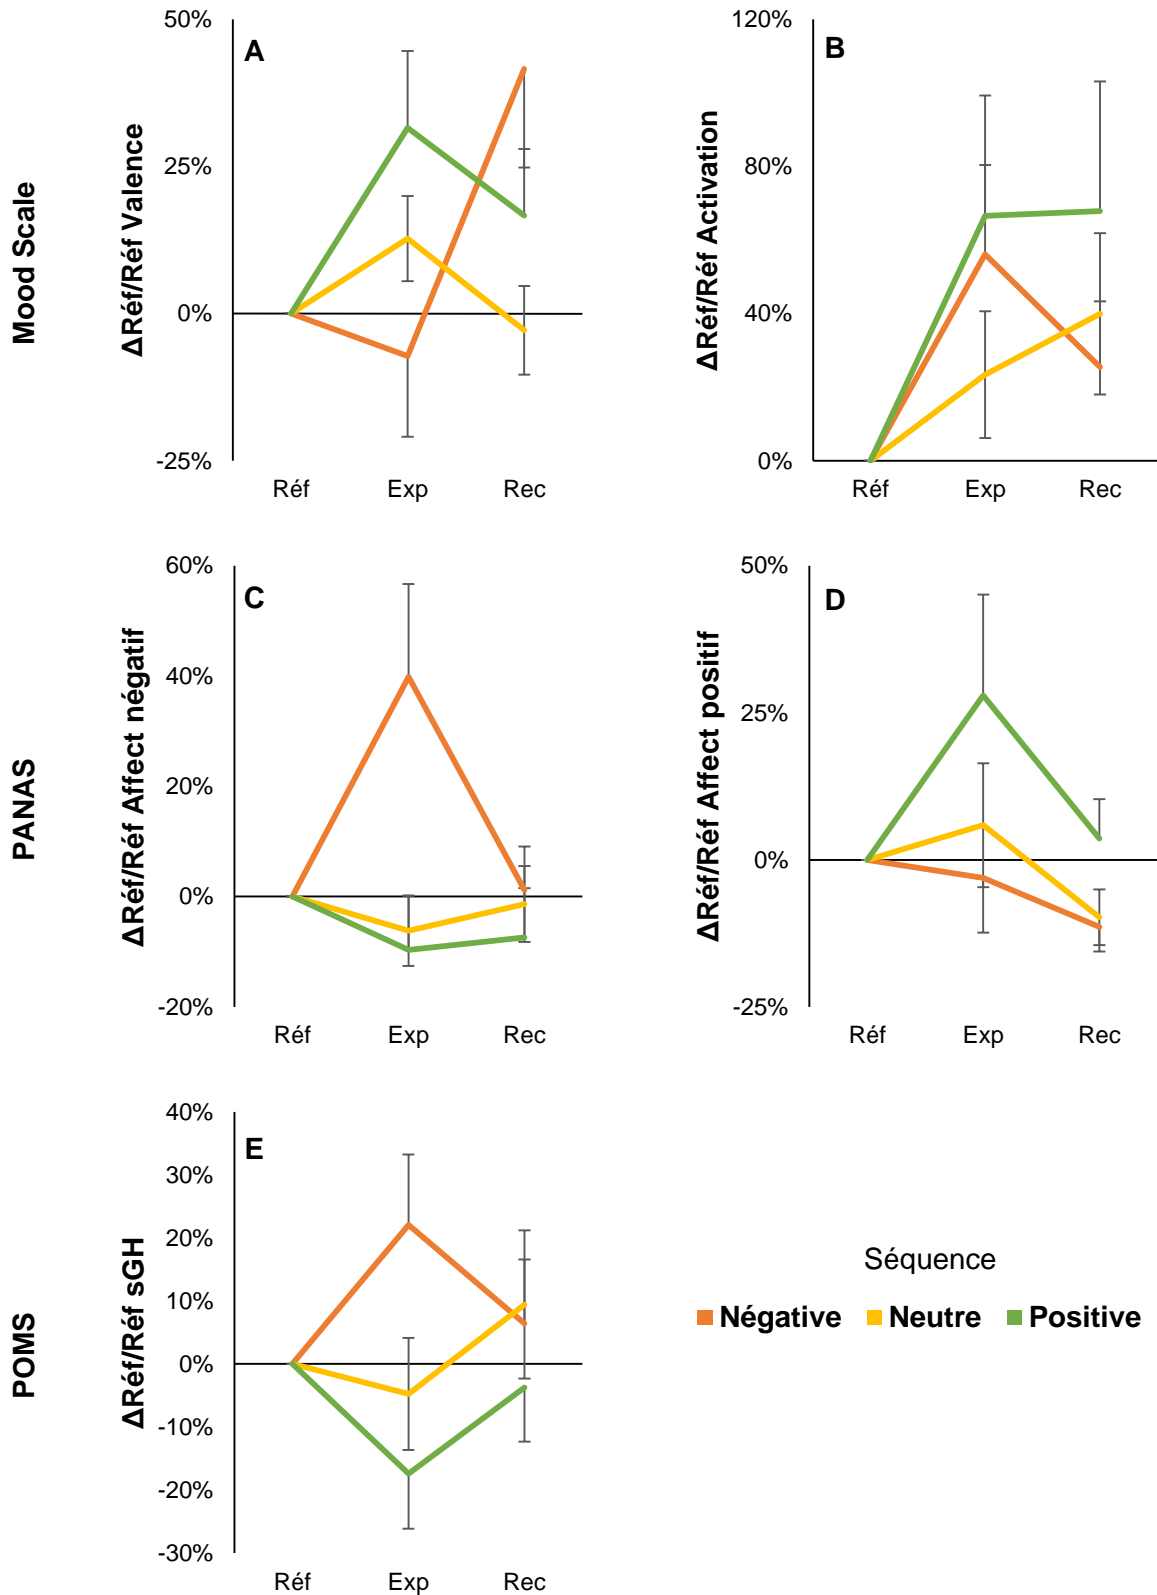 Mood Scale
A
ΔRéf/Réf Valence
50%
25%
0%
-25%
Réf Exp Rec
B
ΔRéf/Réf Activation
120%
80%
40%
0%
Réf Exp Rec
PANAS
C
ΔRéf/Réf Affect négatif
60%
40%
20%
0%
-20%
Réf Exp Rec
D
ΔRéf/Réf Affect positif
50%
25%
0%
-25%
Réf Exp Rec
POMS
E
ΔRéf/Réf sGH
40%
30%
20%
10%
0%
-10%
-20%
-30%
Réf Exp Rec
Séquence
Négative Neutre Positive